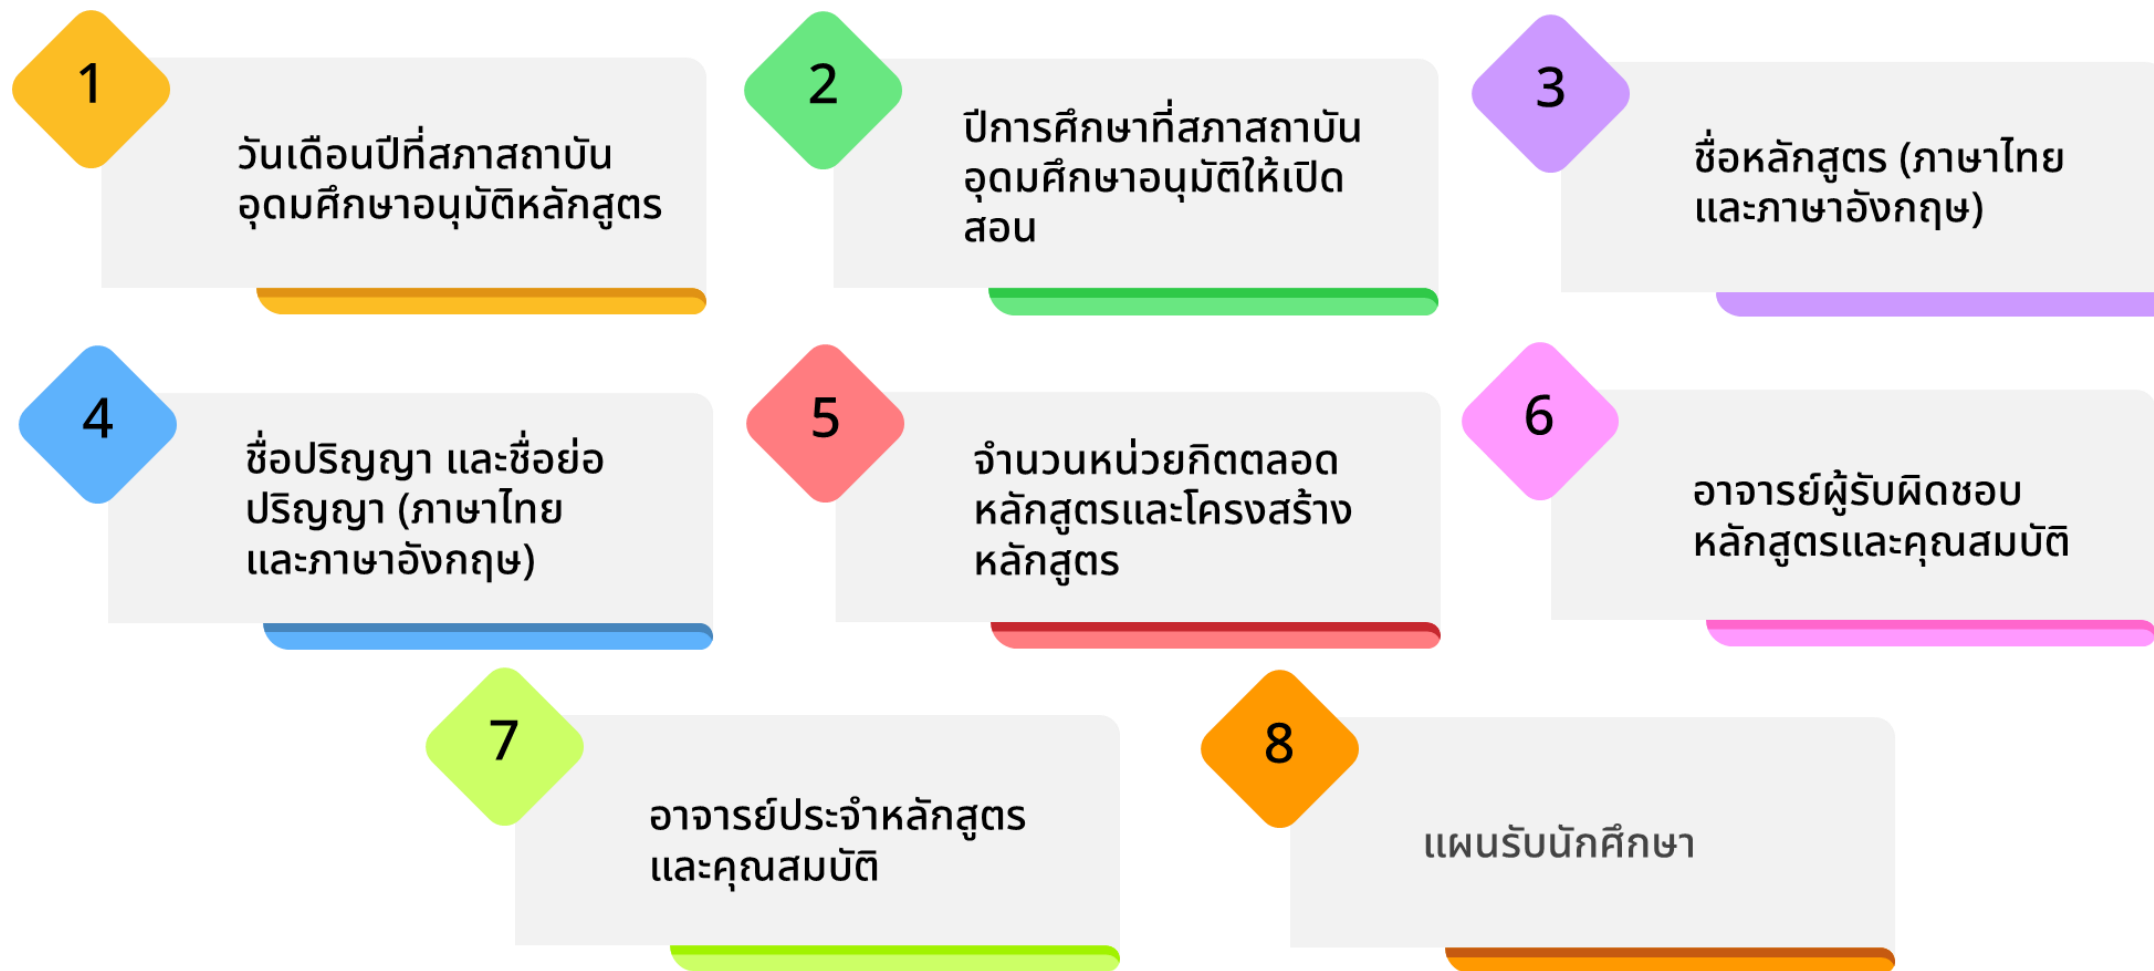 1
วันเดือนปีที่สภาสถาบัน
อุดมศึกษาอนุมัติหลักสูตร
2
ปีการศึกษาที่สภาสถาบัน
อุดมศึกษาอนุมัติให้เปิด
สอน
3
ชื่อหลักสูตร (ภาษาไทย
และภาษาอังกฤษ)
4
ชื่อปริญญา และชื่อย่อ
ปริญญา (ภาษาไทย
และภาษาอังกฤษ)
5
จำนวนหน่วยกิตตลอด
หลักสูตรและโครงสร้าง
หลักสูตร
6
อาจารย์ผู้รับผิดชอบ
หลักสูตรและคุณสมบัติ
7
อาจารย์ประจำหลักสูตร
และคุณสมบัติ
8
แผนรับนักศึกษา